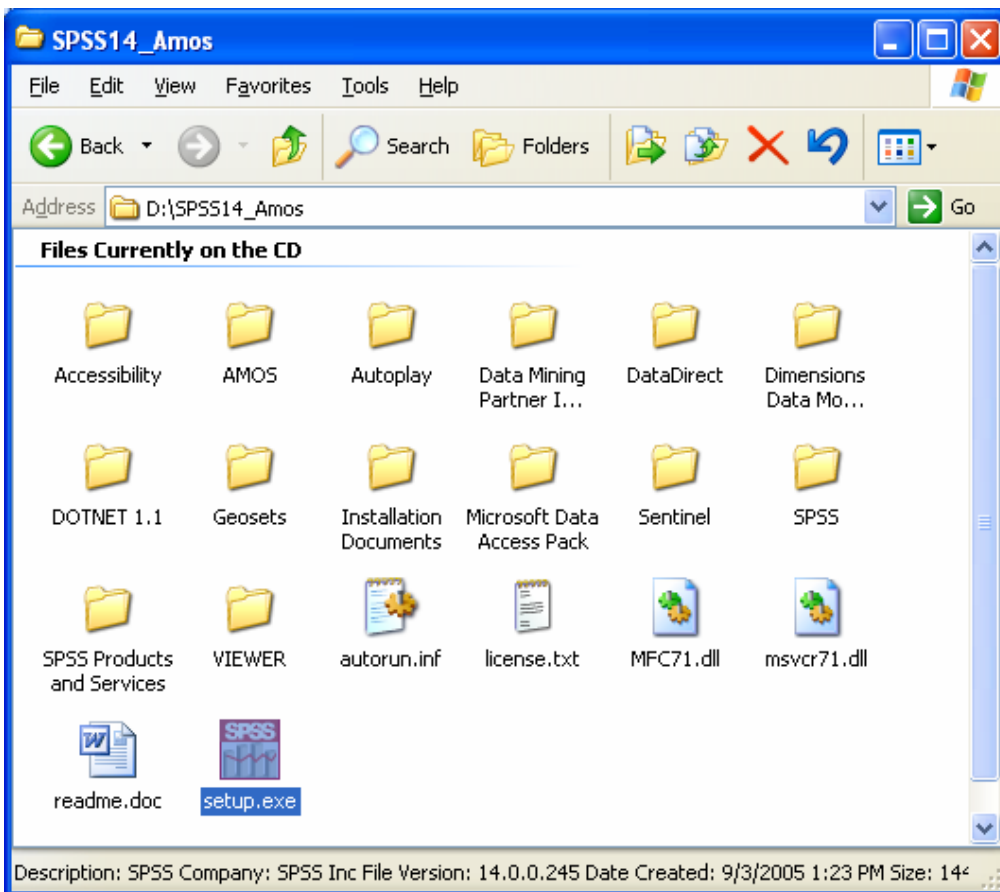 SPSS14_Amos
File Edit View Favorites Tools Help
Back Search Folders
Address D:\SPSS14_Amos Go
Files Currently on the CD
Accessibility AMOS Autoplay Data Mining Partner I... DataDirect Dimensions Data Mo...
DOTNET 1.1 Geosets Installation Documents Microsoft Data Access Pack Sentinel SPSS
SPSS Products and Services VIEWER autorun.inf license.txt MFC71.dll msvcr71.dll
readme.doc SPSS setup.exe
Description: SPSS Company: SPSS Inc File Version: 14.0.0.245 Date Created: 9/3/2005 1:23 PM Size: 144